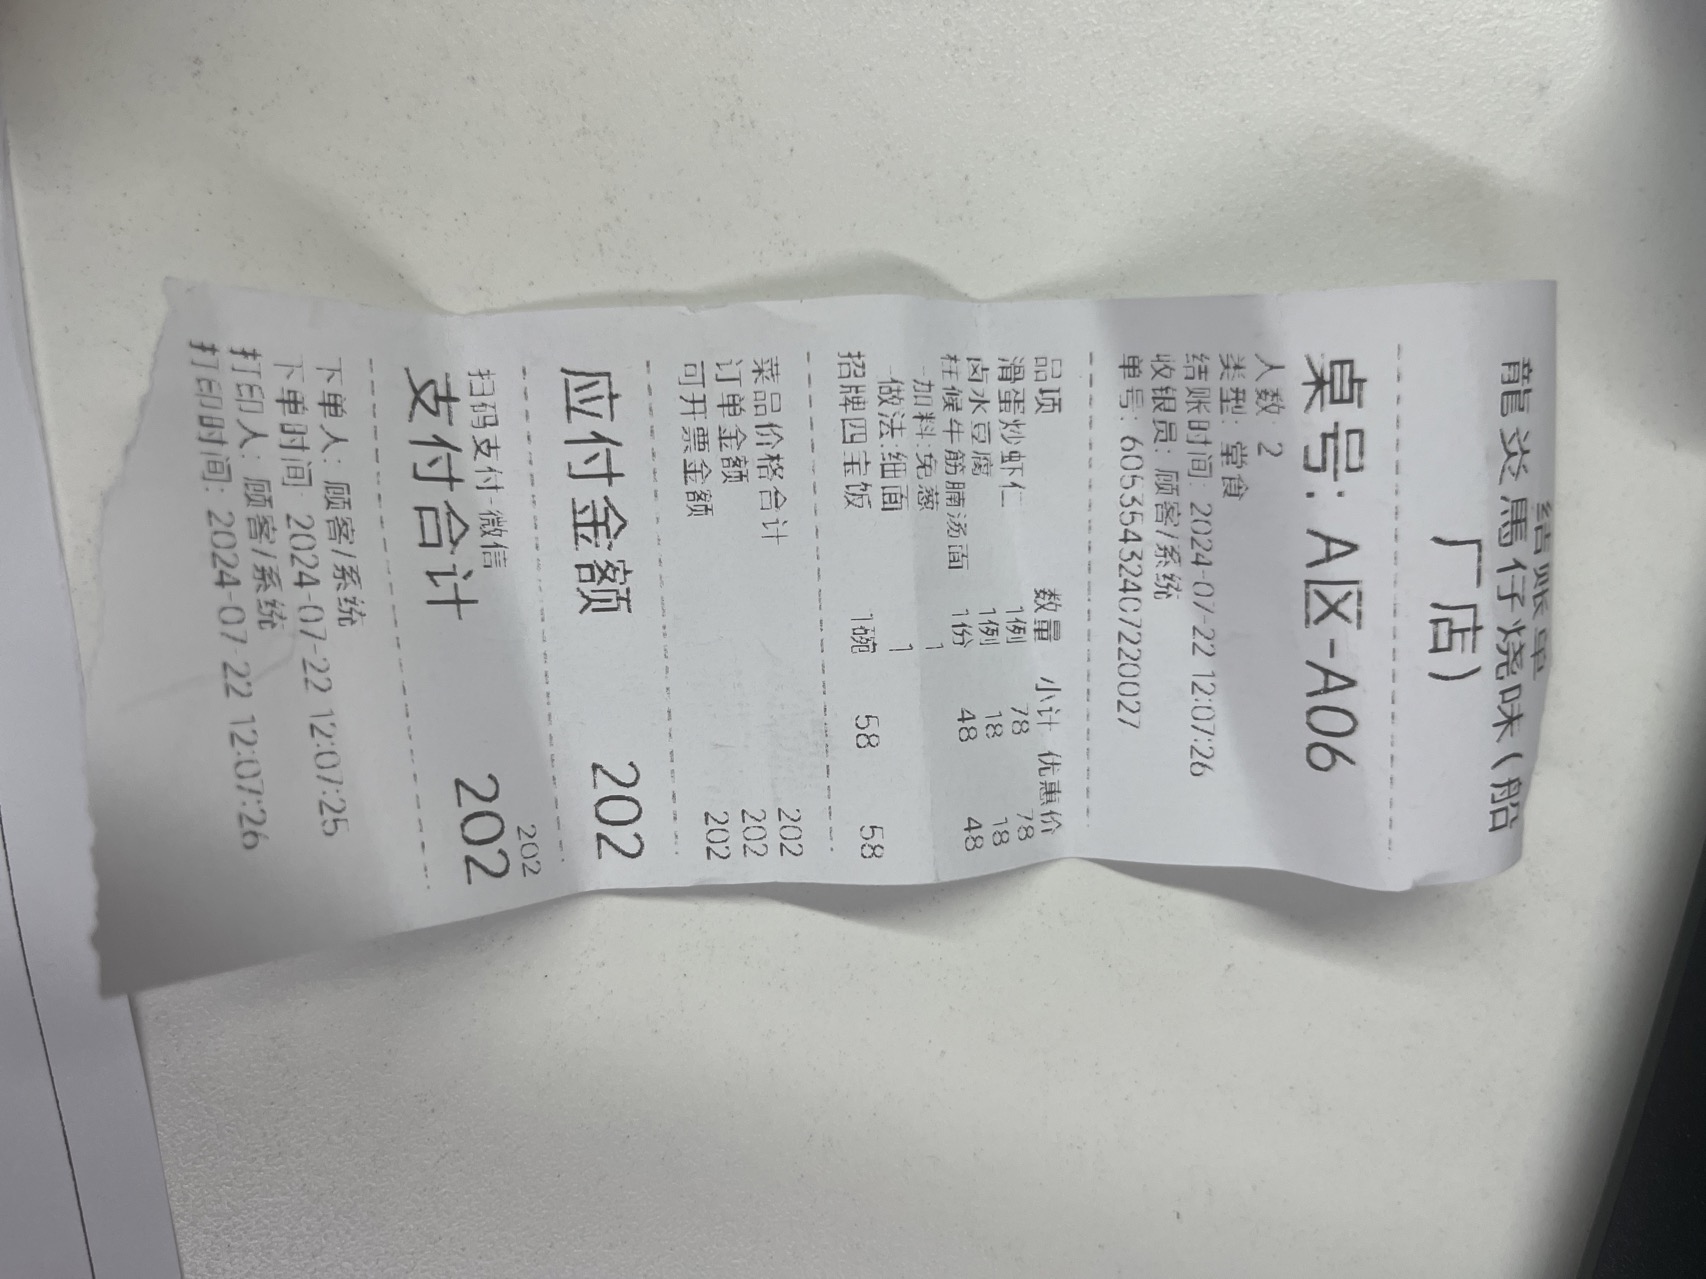 结账单
龍炎馬仔烧味(船
厂店)
桌号: A区-A06
人数: 2
类型: 堂食
结账时间: 2024-07-22 12:07:26
收银员: 顾客/系统
单号: 60535432407220027
品项 数量 小计 优惠价
滑蛋炒虾仁 1例 78 78
卤水豆腐 1例 18 18
柱候牛筋腩汤面 1份 48 48
-加料:免葱 1
-做法:细面 1
招牌四宝饭 1碗 58 58
菜品价格合计 202
订单金额 202
可开票金额 202
应付金额 202
扫码支付-微信 202
支付合计 202
下单人: 顾客/系统
下单时间: 2024-07-22 12:07:25
打印人: 顾客/系统
打印时间: 2024-07-22 12:07:26